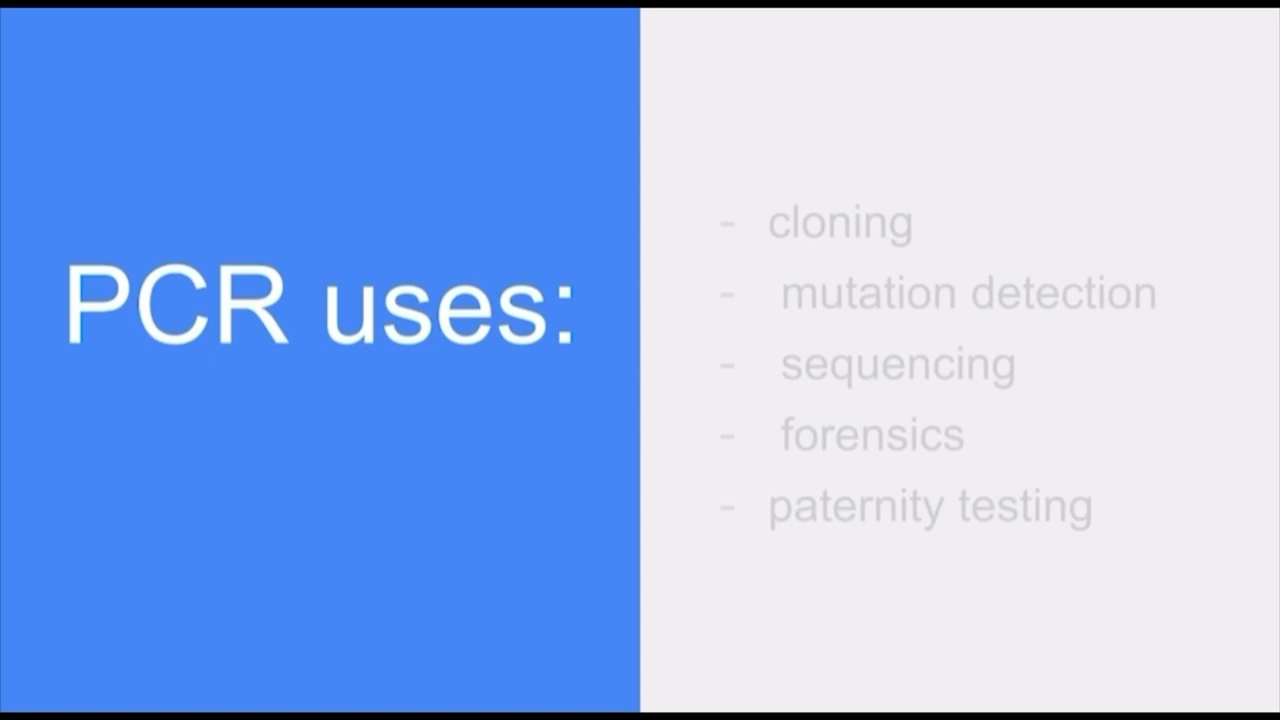 PCR uses:
- cloning
- mutation detection
- sequencing
- forensics
- paternity testing